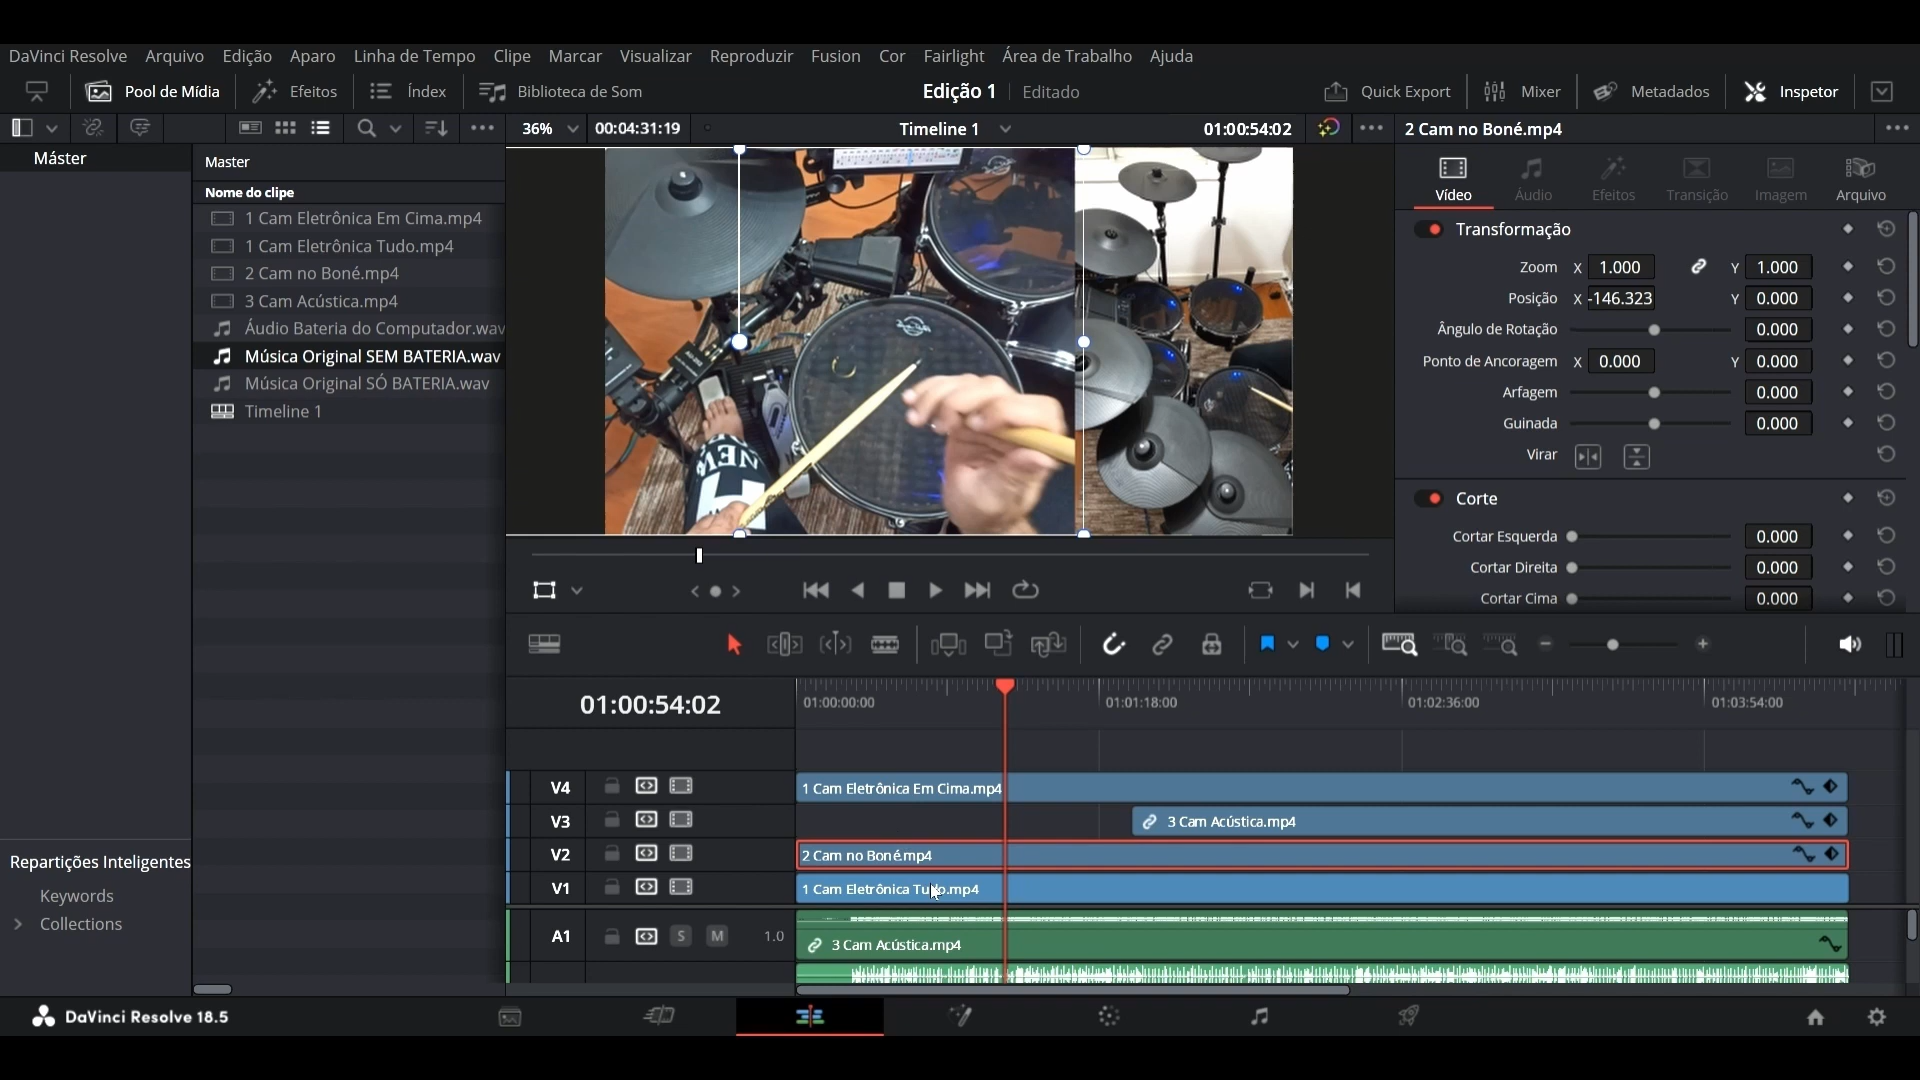 DaVinci Resolve Arquivo Edição Aparo Linha de Tempo Clipe Marcar Visualizar Reproduzir Fusion Cor Fairlight Área de Trabalho Ajuda
Pool de Mídia Efeitos Índex Biblioteca de Som Edição 1 Editado Quick Export Mixer Metadados Inspetor
36% 00:04:31:19 Timeline 1 01:00:54:02 2 Cam no Boné.mp4
Máster
Master
Nome do clipe
1 Cam Eletrônica Em Cima.mp4
1 Cam Eletrônica Tudo.mp4
2 Cam no Boné.mp4
3 Cam Acústica.mp4
Áudio Bateria do Computador.wav
Música Original SEM BATERIA.wav
Música Original SÓ BATERIA.wav
Timeline 1
Repartições Inteligentes
Keywords
Collections
NEW
Vídeo Áudio Efeitos Transição Imagem Arquivo
Transformação
Zoom X 1.000 Y 1.000
Posição X -146.323 Y 0.000
Ângulo de Rotação 0.000
Ponto de Ancoragem X 0.000 Y 0.000
Arfagem 0.000
Guinada 0.000
Virar
Corte
Cortar Esquerda 0.000
Cortar Direita 0.000
Cortar Cima 0.000
01:00:54:02 01:00:00:00 01:01:18:00 01:02:36:00 01:03:54:00
V4 1 Cam Eletrônica Em Cima.mp4
V3 3 Cam Acústica.mp4
V2 2 Cam no Boné.mp4
V1 1 Cam Eletrônica Tudo.mp4
A1 S M 1.0 3 Cam Acústica.mp4
DaVinci Resolve 18.5